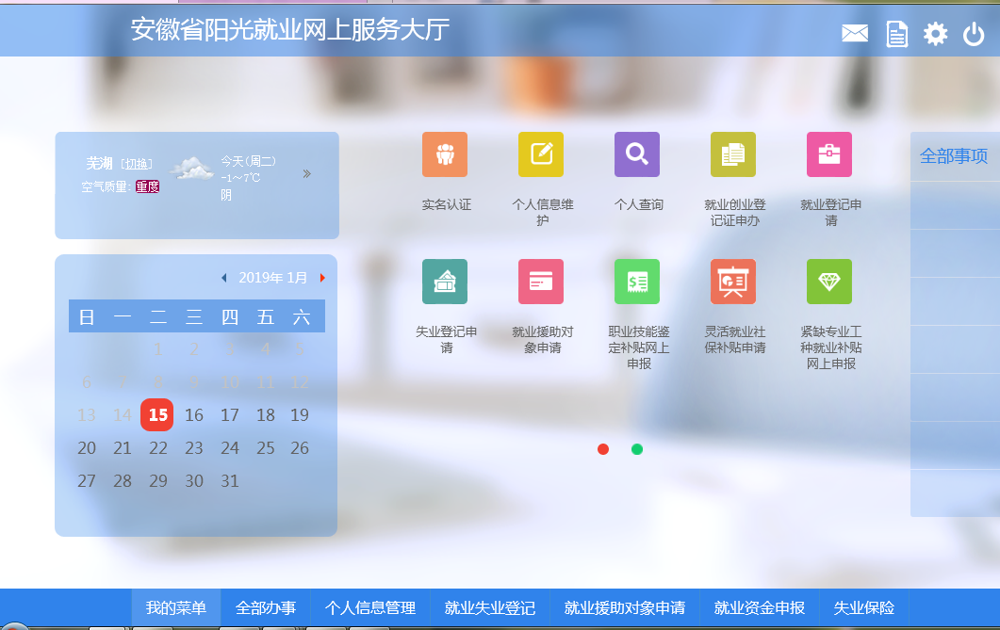 安徽省阳光就业网上服务大厅
芜湖 [切换]
空气质量: 重度
今天(周二)
-1～7℃
阴
»
2019年 1月
日 一 二 三 四 五 六
1 2 3 4 5
6 7 8 9 10 11 12
13 14 15 16 17 18 19
20 21 22 23 24 25 26
27 28 29 30 31
实名认证
个人信息维
护
个人查询
就业创业登
记证申办
就业登记申
请
失业登记申
请
就业援助对
象申请
职业技能鉴
定补贴网上
申报
灵活就业社
保补贴申请
紧缺专业工
种就业补贴
网上申报
全部事项
我的菜单 全部办事 个人信息管理 就业失业登记 就业援助对象申请 就业资金申报 失业保险